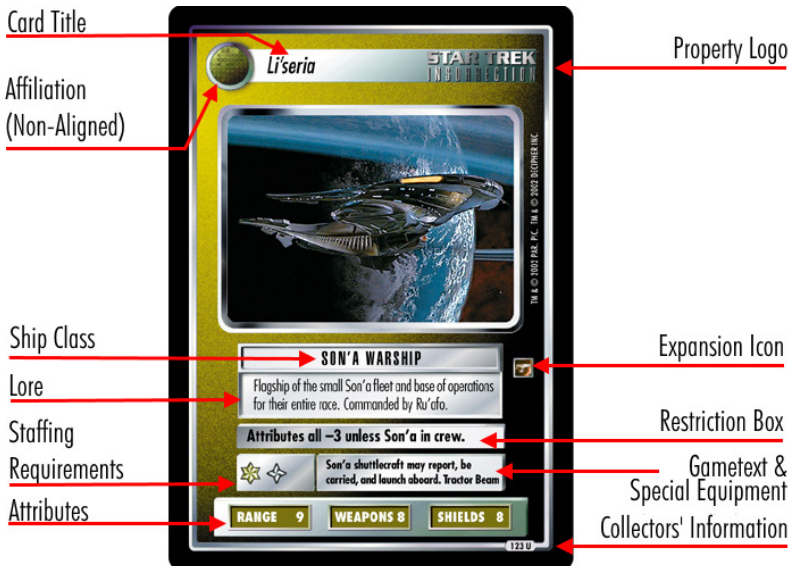 Card Title
Li'seria
STAR TREK
INSURRECTION
Property Logo
Affiliation
(Non-Aligned)
TM & © 2002 PAR. PIC. TM & © 2002 DECIPHER INC.
Ship Class
SON'A WARSHIP
Expansion Icon
Lore
Flagship of the small Son'a fleet and base of operations
for their entire race. Commanded by Ru'afo.
Staffing
Requirements
Attributes all –3 unless Son'a in crew.
Restriction Box
Son'a shuttlecraft may report, be
carried, and launch aboard. Tractor Beam
Gametext &
Special Equipment
Attributes
RANGE 9
WEAPONS 8
SHIELDS 8
Collectors' Information
123 U